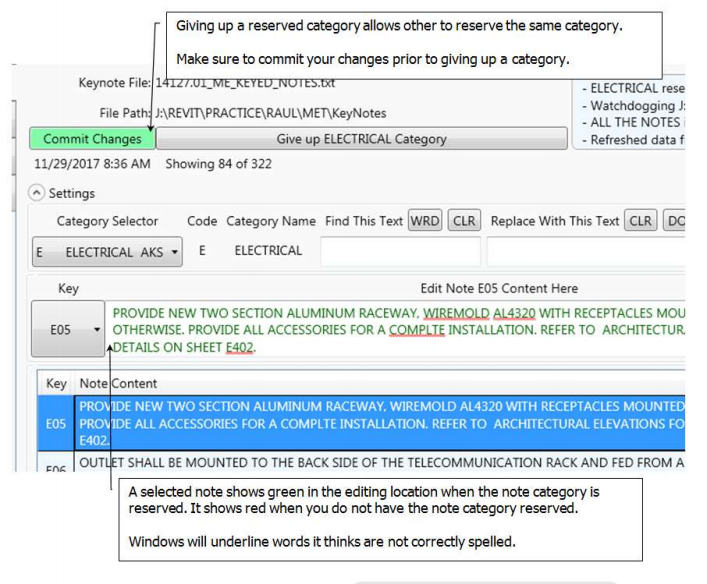 Giving up a reserved category allows other to reserve the same category.
Make sure to commit your changes prior to giving up a category.
Keynote File: 14127.01_ME_KEYED_NOTES.txt
- ELECTRICAL rese
File Path: J:\REVIT\PRACTICE\RAUL\MET\KeyNotes
- Watchdogging J:
- ALL THE NOTES
Commit Changes Give up ELECTRICAL Category
- Refreshed data f
11/29/2017 8:36 AM Showing 84 of 322
Settings
Category Selector Code Category Name Find This Text WRD CLR Replace With This Text CLR DO
E ELECTRICAL AKS E ELECTRICAL
Key Edit Note E05 Content Here
E05
PROVIDE NEW TWO SECTION ALUMINUM RACEWAY, WIREMOLD AL4320 WITH RECEPTACLES MOU
OTHERWISE. PROVIDE ALL ACCESSORIES FOR A COMPLTE INSTALLATION. REFER TO ARCHITECTUR
DETAILS ON SHEET E402.
Key Note Content
E05
PROVIDE NEW TWO SECTION ALUMINUM RACEWAY, WIREMOLD AL4320 WITH RECEPTACLES MOUNTED
PROVIDE ALL ACCESSORIES FOR A COMPLTE INSTALLATION. REFER TO ARCHITECTURAL ELEVATIONS FO
E402.
E06 OUTLET SHALL BE MOUNTED TO THE BACK SIDE OF THE TELECOMMUNICATION RACK AND FED FROM A
A selected note shows green in the editing location when the note category is
reserved. It shows red when you do not have the note category reserved.
Windows will underline words it thinks are not correctly spelled.